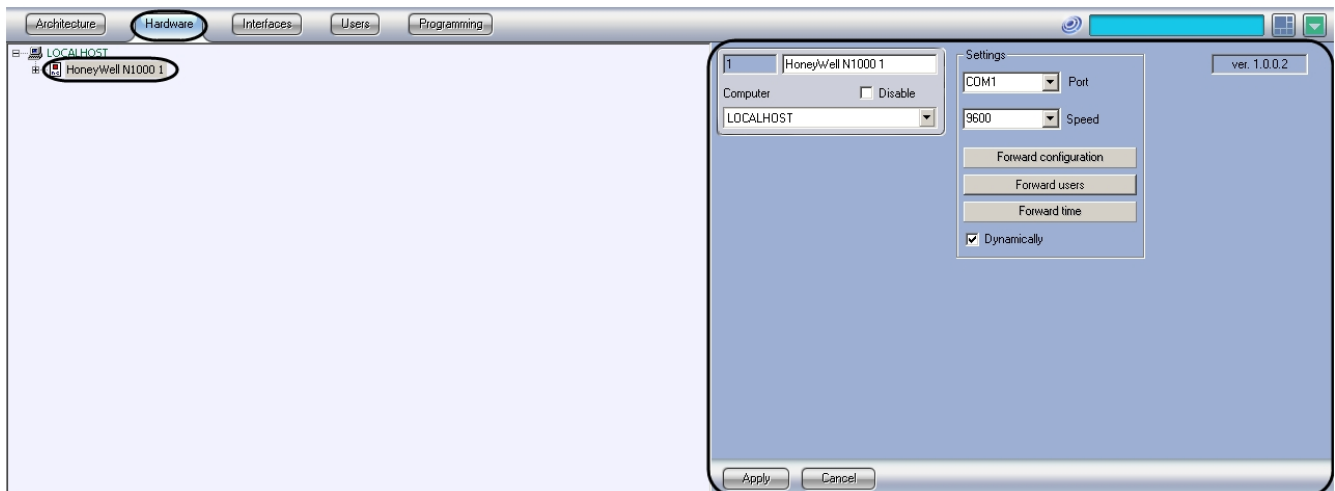 Architecture Hardware Interfaces Users Programming
LOCALHOST
HoneyWell N1000 1
1 HoneyWell N1000 1
Computer Disable
LOCALHOST
Settings
COM1 Port
9600 Speed
Forward configuration
Forward users
Forward time
Dynamically
ver. 1.0.0.2
Apply Cancel